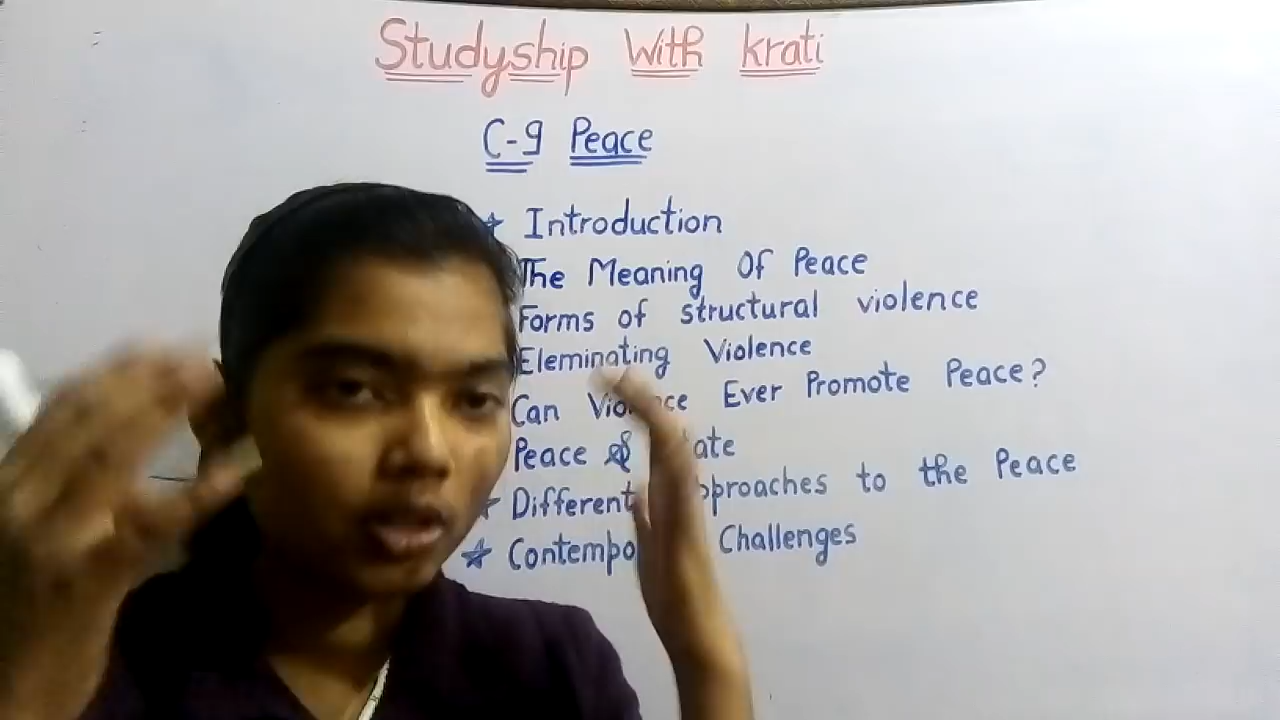 Studyship With Krati
C-9 Peace
Introduction
The Meaning Of Peace
Forms of structural violence
Eleminating Violence
Can Ever Promote Peace?
Peace &
Different to the Peace
Challenges